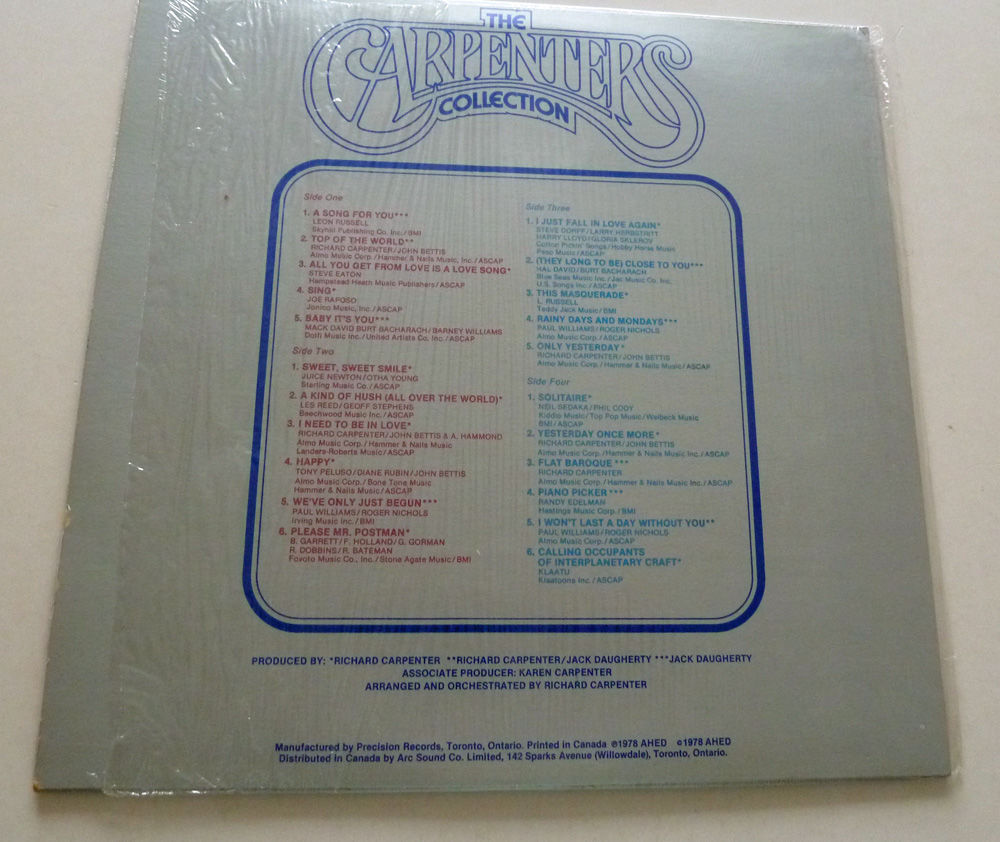 THE
CARPENTERS
COLLECTION
Side One
1. A SONG FOR YOU***
LEON RUSSELL
Skyhill Publishing Co. Inc./BMI
2. TOP OF THE WORLD**
RICHARD CARPENTER/JOHN BETTIS
Almo Music Corp./Hammer & Nails Music, Inc./ASCAP
3. ALL YOU GET FROM LOVE IS A LOVE SONG*
STEVE EATON
Hampstead Heath Music Publishers/ASCAP
4. SING*
JOE RAPOSO
Jonico Music, Inc./ASCAP
5. BABY IT'S YOU***
MACK DAVID BURT BACHARACH/BARNEY WILLIAMS
Dolfi Music Inc./United Artists Co. Inc./ASCAP
Side Two
1. SWEET, SWEET SMILE*
JUICE NEWTON/OTHA YOUNG
Sterling Music Co./ASCAP
2. A KIND OF HUSH (ALL OVER THE WORLD)*
LES REED/GEOFF STEPHENS
Beechwood Music Inc./ASCAP
3. I NEED TO BE IN LOVE*
RICHARD CARPENTER/JOHN BETTIS & A. HAMMOND
Almo Music Corp./Hammer & Nails Music
Landers-Roberts Music/ASCAP
4. HAPPY*
TONY PELUSO/DIANE RUBIN/JOHN BETTIS
Almo Music Corp./Bone Tone Music
Hammer & Nails Music/ASCAP
5. WE'VE ONLY JUST BEGUN***
PAUL WILLIAMS/ROGER NICHOLS
Irving Music Inc./BMI
6. PLEASE MR. POSTMAN*
B. GARRETT/F. HOLLAND/G. GORMAN
R. DOBBINS/R. BATEMAN
Fovoto Music Co., Inc./Stone Agate Music/BMI
Side Three
1. I JUST FALL IN LOVE AGAIN*
STEVE DORFF/LARRY HERBSTRITT
HARRY LLOYD/GLORIA SKLEROV
Cotton Pickin' Songs/Hobby Horse Music
Peso Music/ASCAP
2. (THEY LONG TO BE) CLOSE TO YOU***
HAL DAVID/BURT BACHARACH
Blue Seas Music Inc./Jac Music Co. Inc.
U.S. Songs Inc./ASCAP
3. THIS MASQUERADE*
L. RUSSELL
Teddy Jack Music/BMI
4. RAINY DAYS AND MONDAYS***
PAUL WILLIAMS/ROGER NICHOLS
Almo Music Corp./ASCAP
5. ONLY YESTERDAY*
RICHARD CARPENTER/JOHN BETTIS
Almo Music Corp./Hammer & Nails Music Inc./ASCAP
Side Four
1. SOLITAIRE*
NEIL SEDAKA/PHIL CODY
Kiddio Music/Top Pop Music/Welbeck Music
BMI/ASCAP
2. YESTERDAY ONCE MORE*
RICHARD CARPENTER/JOHN BETTIS
Almo Music Corp./Hammer & Nails Music Inc./ASCAP
3. FLAT BAROQUE ***
RICHARD CARPENTER
Almo Music Corp./Hammer & Nails Music Inc./ASCAP
4. PIANO PICKER ***
RANDY EDELMAN
Hastings Music Corp./BMI
5. I WON'T LAST A DAY WITHOUT YOU**
PAUL WILLIAMS/ROGER NICHOLS
Almo Music Corp./ASCAP
6. CALLING OCCUPANTS
OF INTERPLANETARY CRAFT*
KLAATU
Klaatoons Inc./ASCAP
PRODUCED BY: *RICHARD CARPENTER **RICHARD CARPENTER/JACK DAUGHERTY ***JACK DAUGHERTY
ASSOCIATE PRODUCER: KAREN CARPENTER
ARRANGED AND ORCHESTRATED BY RICHARD CARPENTER
Manufactured by Precision Records, Toronto, Ontario. Printed in Canada ℗1978 AHED ©1978 AHED
Distributed in Canada by Arc Sound Co. Limited, 142 Sparks Avenue (Willowdale), Toronto, Ontario.